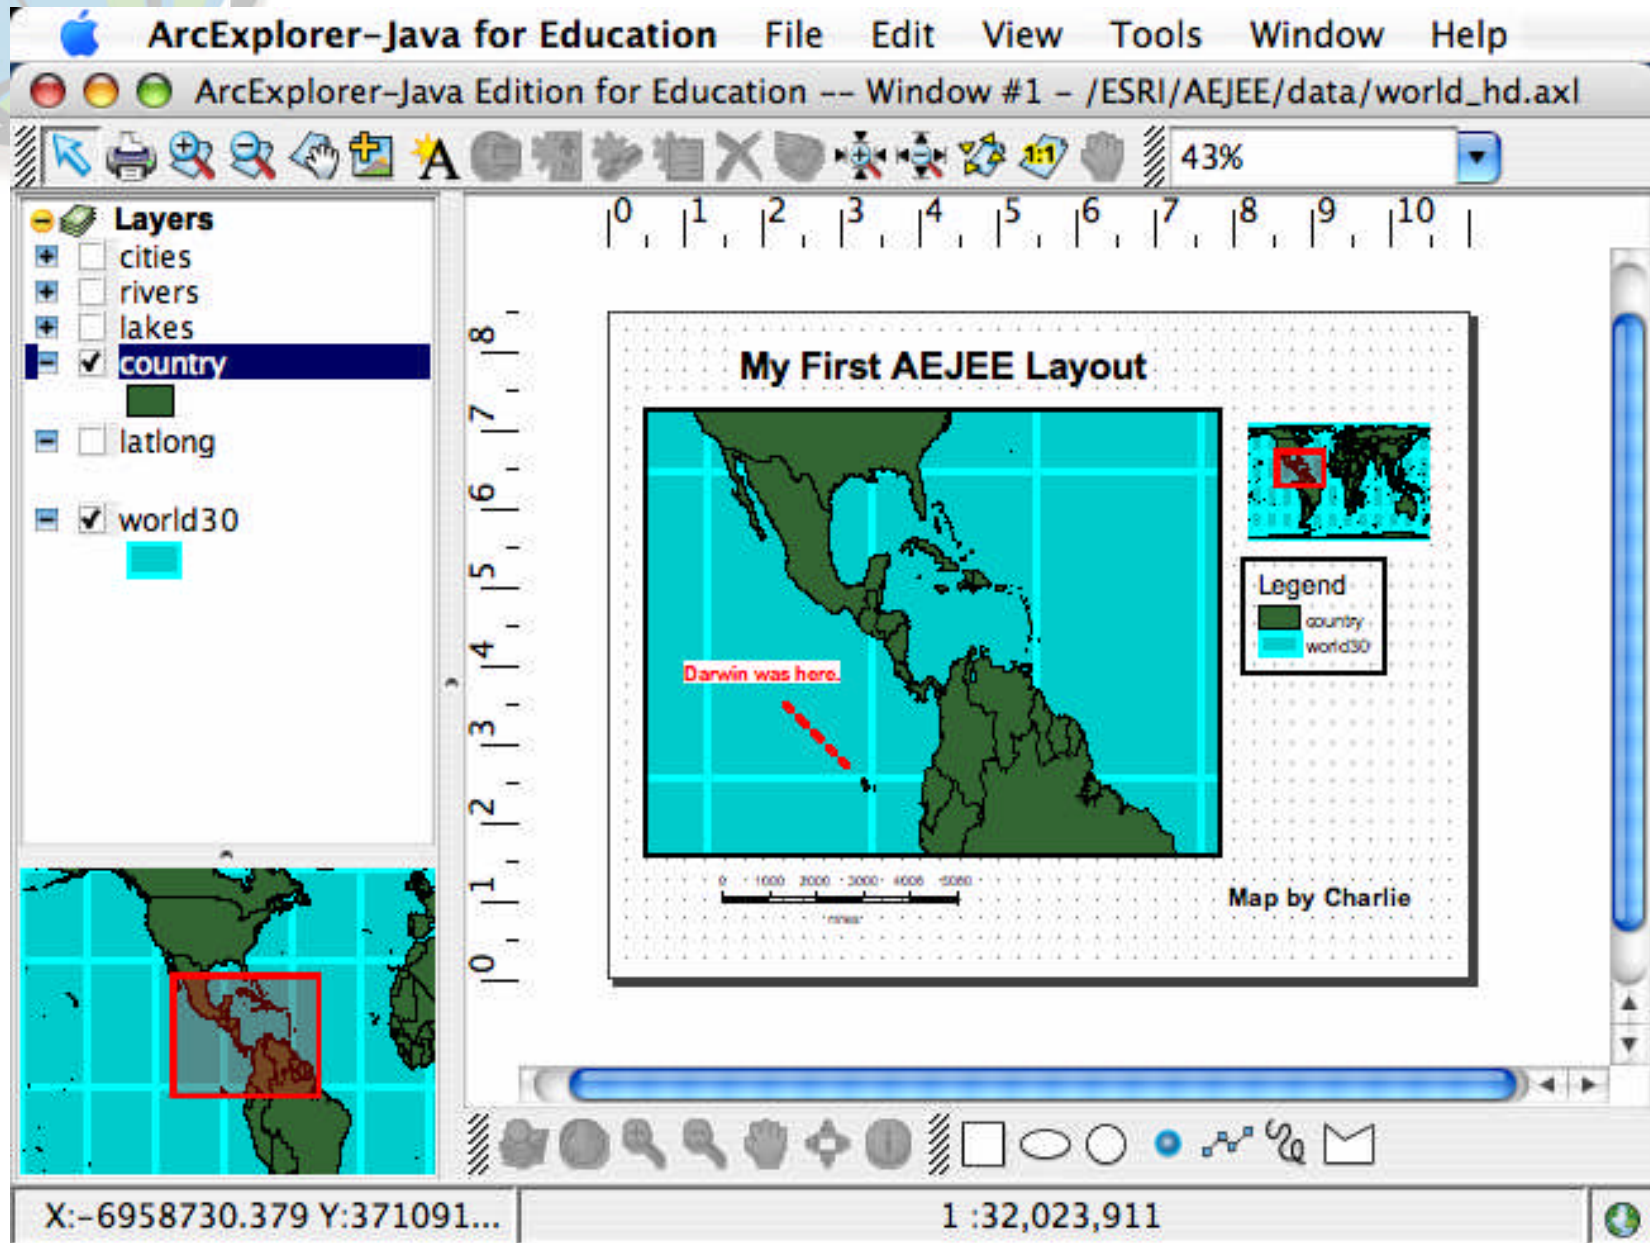 ArcExplorer-Java for Education File Edit View Tools Window Help
ArcExplorer-Java Edition for Education -- Window #1 - /ESRI/AEJEE/data/world_hd.axl
A 1:1 43%
Layers
cities
rivers
lakes
country
latlong
world30
0 1 2 3 4 5 6 7 8 9 10
8
7
6
5
4
3
2
1
0
My First AEJEE Layout
Legend
country
world30
Darwin was here.
0 1000 2000 3000 4000 5000
miles
Map by Charlie
X:-6958730.379 Y:371091...
1 :32,023,911